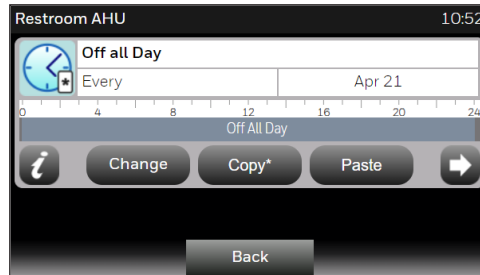 Restroom AHU 10:52
Off all Day
Every Apr 21
0 4 8 12 16 20 24
Off All Day
i Change Copy* Paste
Back